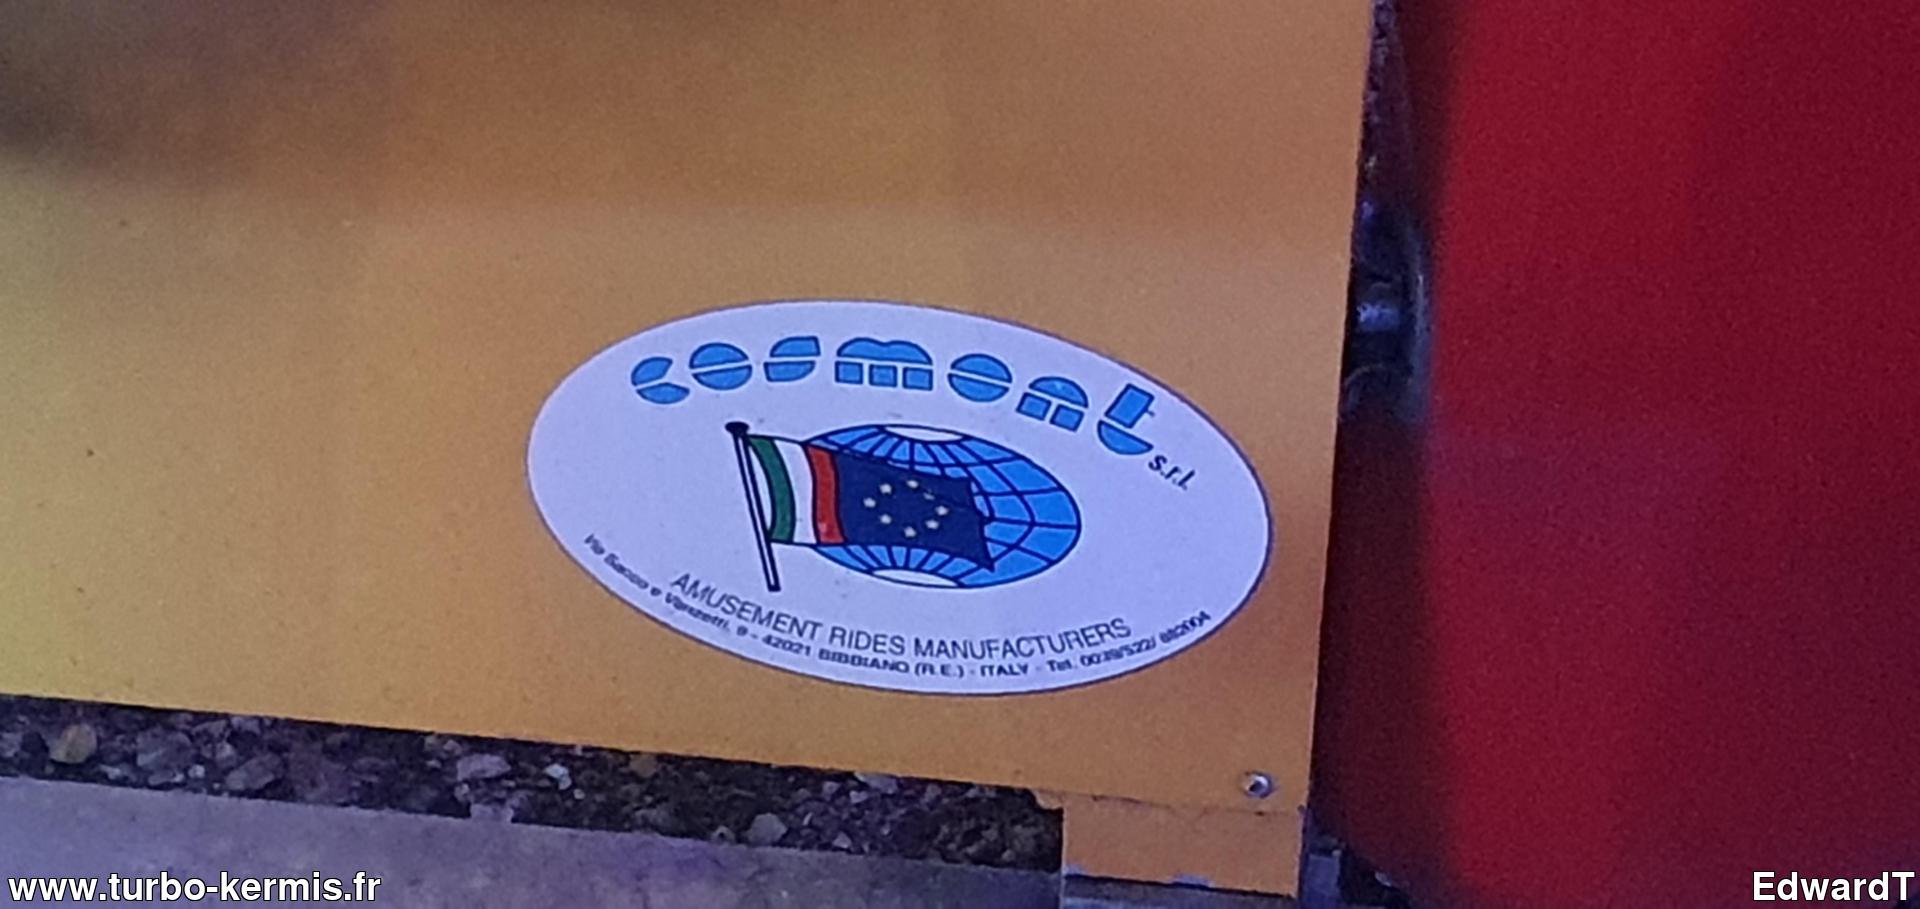 cosmont
s.r.l.
AMUSEMENT RIDES MANUFACTURERS
Via Sacco e Vanzetti, 9 - 42021 BIBBIANO (R.E.) - ITALY - Tel. 0039/522/ 882004
www.turbo-kermis.fr
EdwardT